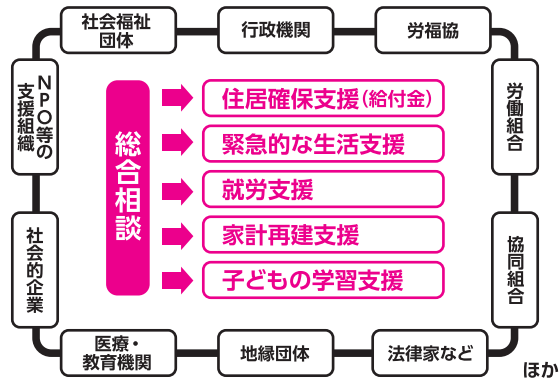 社会福祉
団体
行政機関
労福協
NPO等の
支援組織
労働組合
総合相談
住居確保支援（給付金）
緊急的な生活支援
就労支援
家計再建支援
子どもの学習支援
社会的企業
協同組合
医療・
教育機関
地縁団体
法律家など
ほか